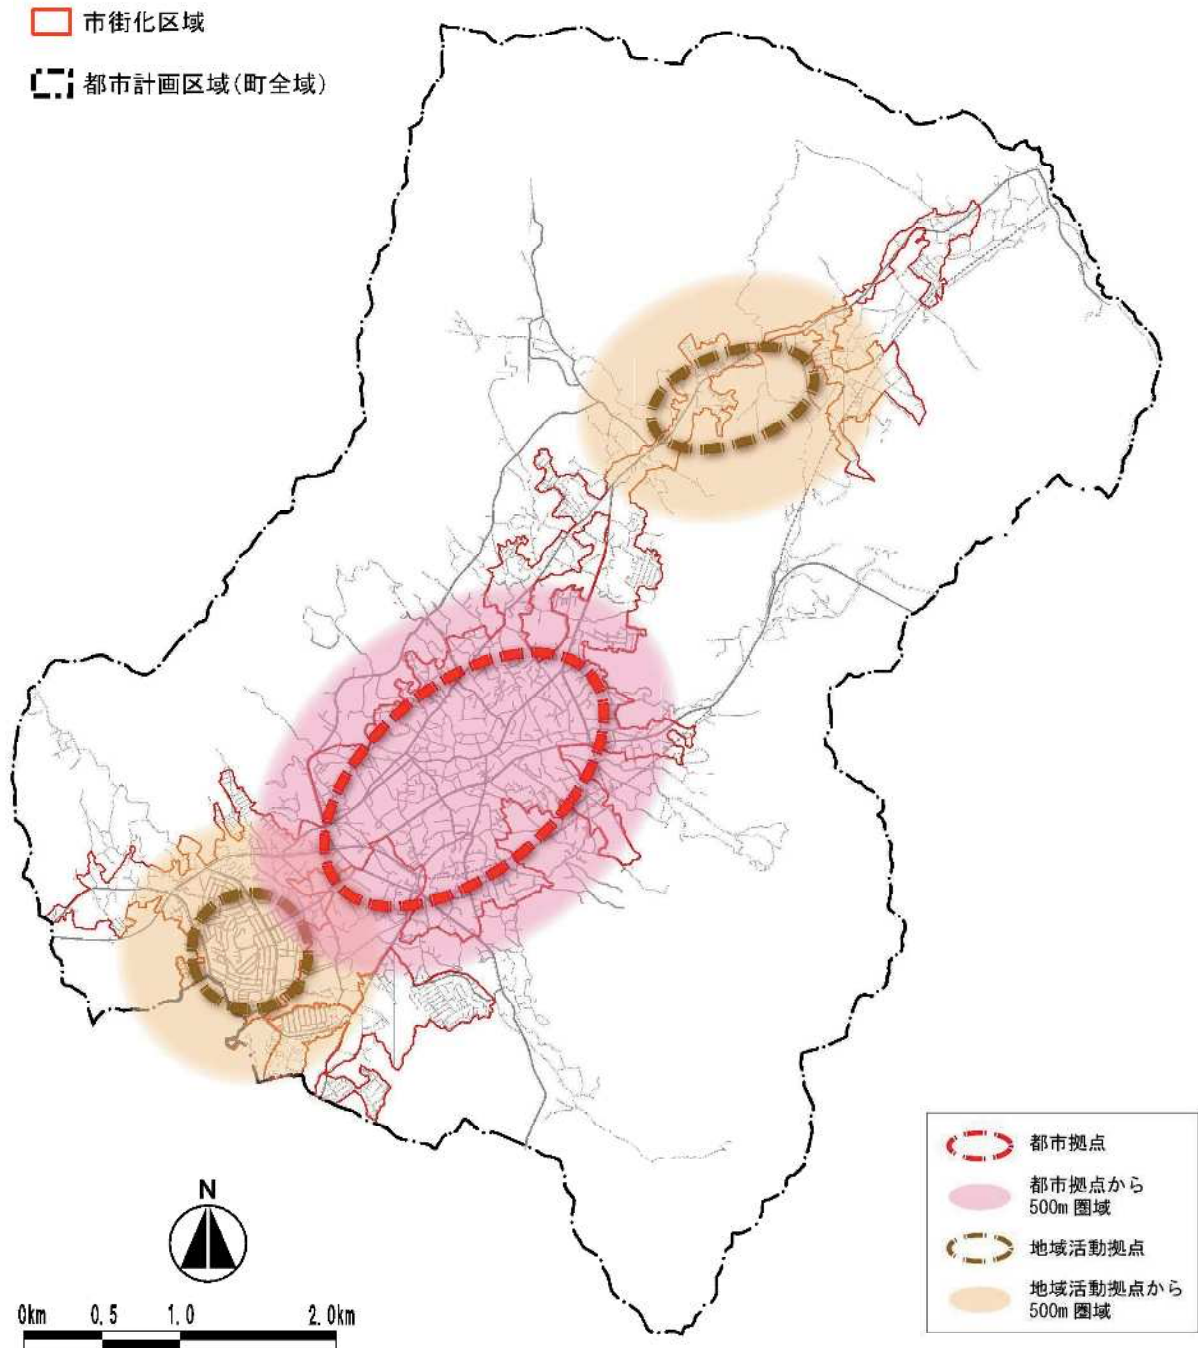 市街化区域
都市計画区域(町全域)
N
0km 0.5 1.0 2.0km
都市拠点
都市拠点から
500m 圏域
地域活動拠点
地域活動拠点から
500m 圏域